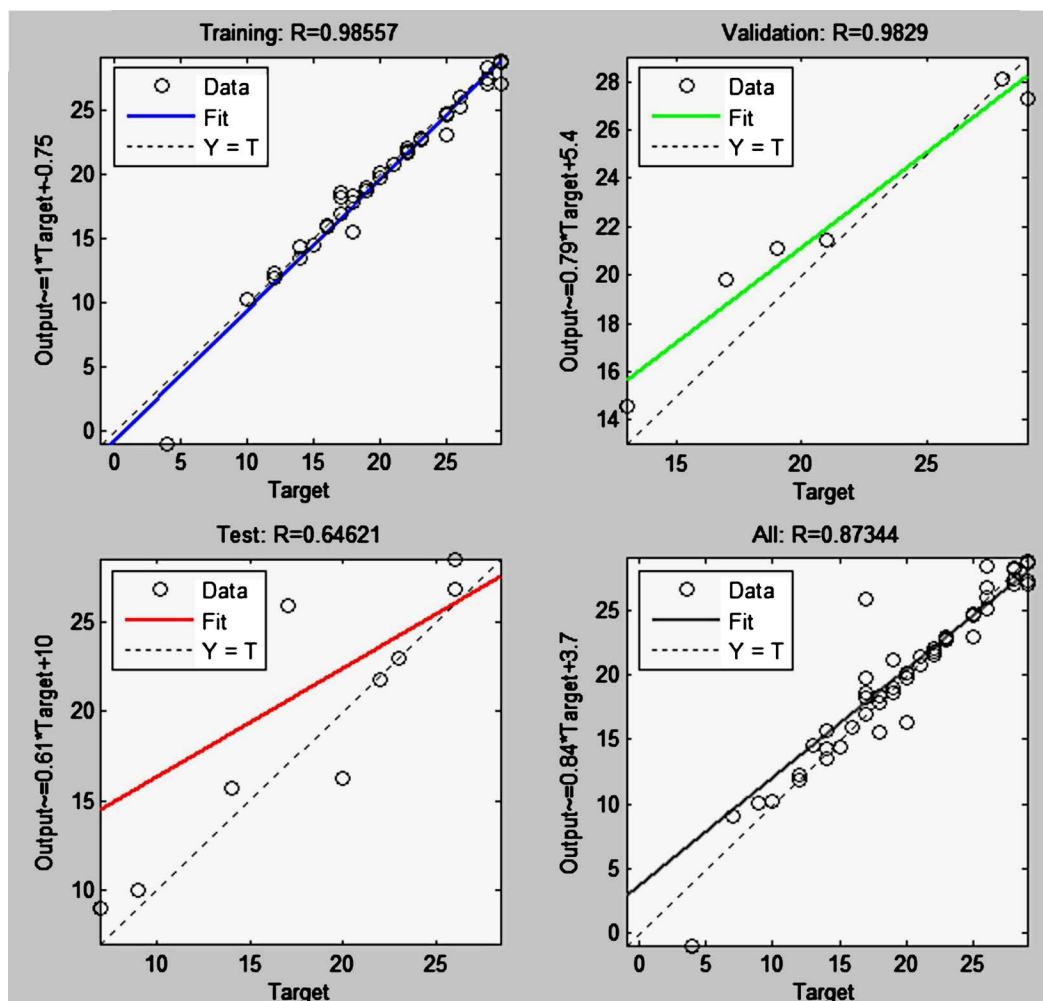 Training: R=0.98557
Output~=1*Target+-0.75
Data
Fit
Y = T
25
20
15
10
5
0
0 5 10 15 20 25
Target
Validation: R=0.9829
Output~=0.79*Target+5.4
Data
Fit
Y = T
28
26
24
22
20
18
16
14
15 20 25
Target
Test: R=0.64621
Output~=0.61*Target+10
Data
Fit
Y = T
25
20
15
10
10 15 20 25
Target
All: R=0.87344
Output~=0.84*Target+3.7
Data
Fit
Y = T
25
20
15
10
5
0
0 5 10 15 20 25
Target